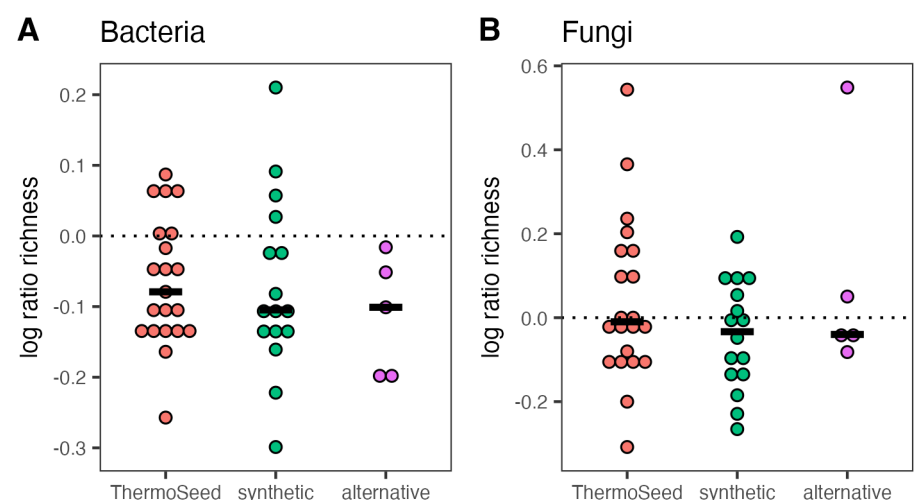 A Bacteria
log ratio richness
0.2
0.1
0.0
-0.1
-0.2
-0.3
ThermoSeed synthetic alternative
B Fungi
log ratio richness
0.6
0.4
0.2
0.0
-0.2
ThermoSeed synthetic alternative